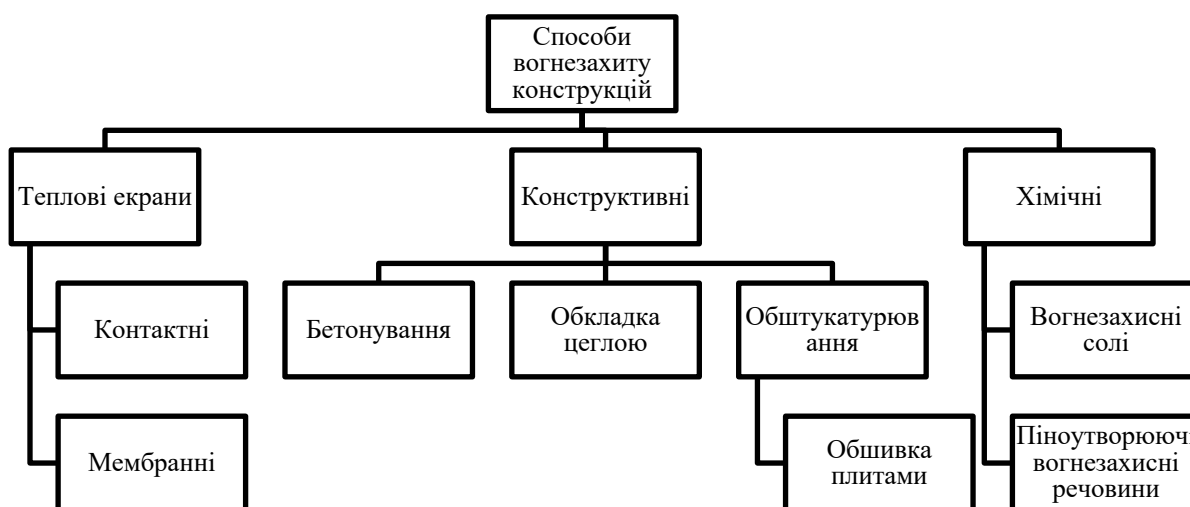 Способи
вогнезахиту
конструкцій
Теплові екрани
Конструктивні
Хімічні
Контактні
Бетонування
Обкладка
цеглою
Обштукатурюв
ання
Вогнезахисні
солі
Мембранні
Обшивка
плитами
Піноутворюючі
вогнезахисні
речовини